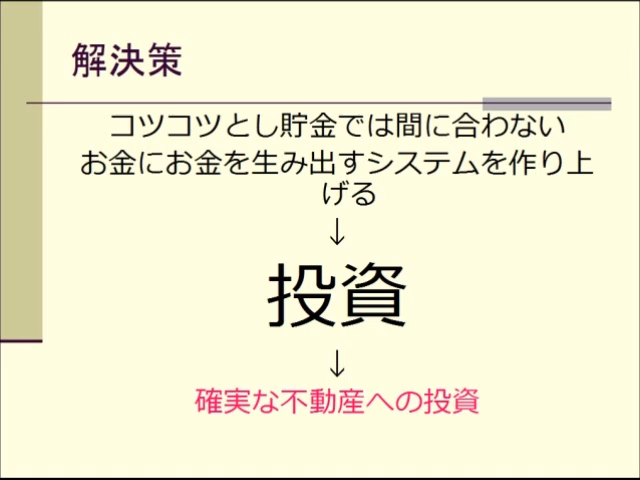 解決策
コツコツとし貯金では間に合わない
お金にお金を生み出すシステムを作り上
げる
↓
投資
↓
確実な不動産への投資